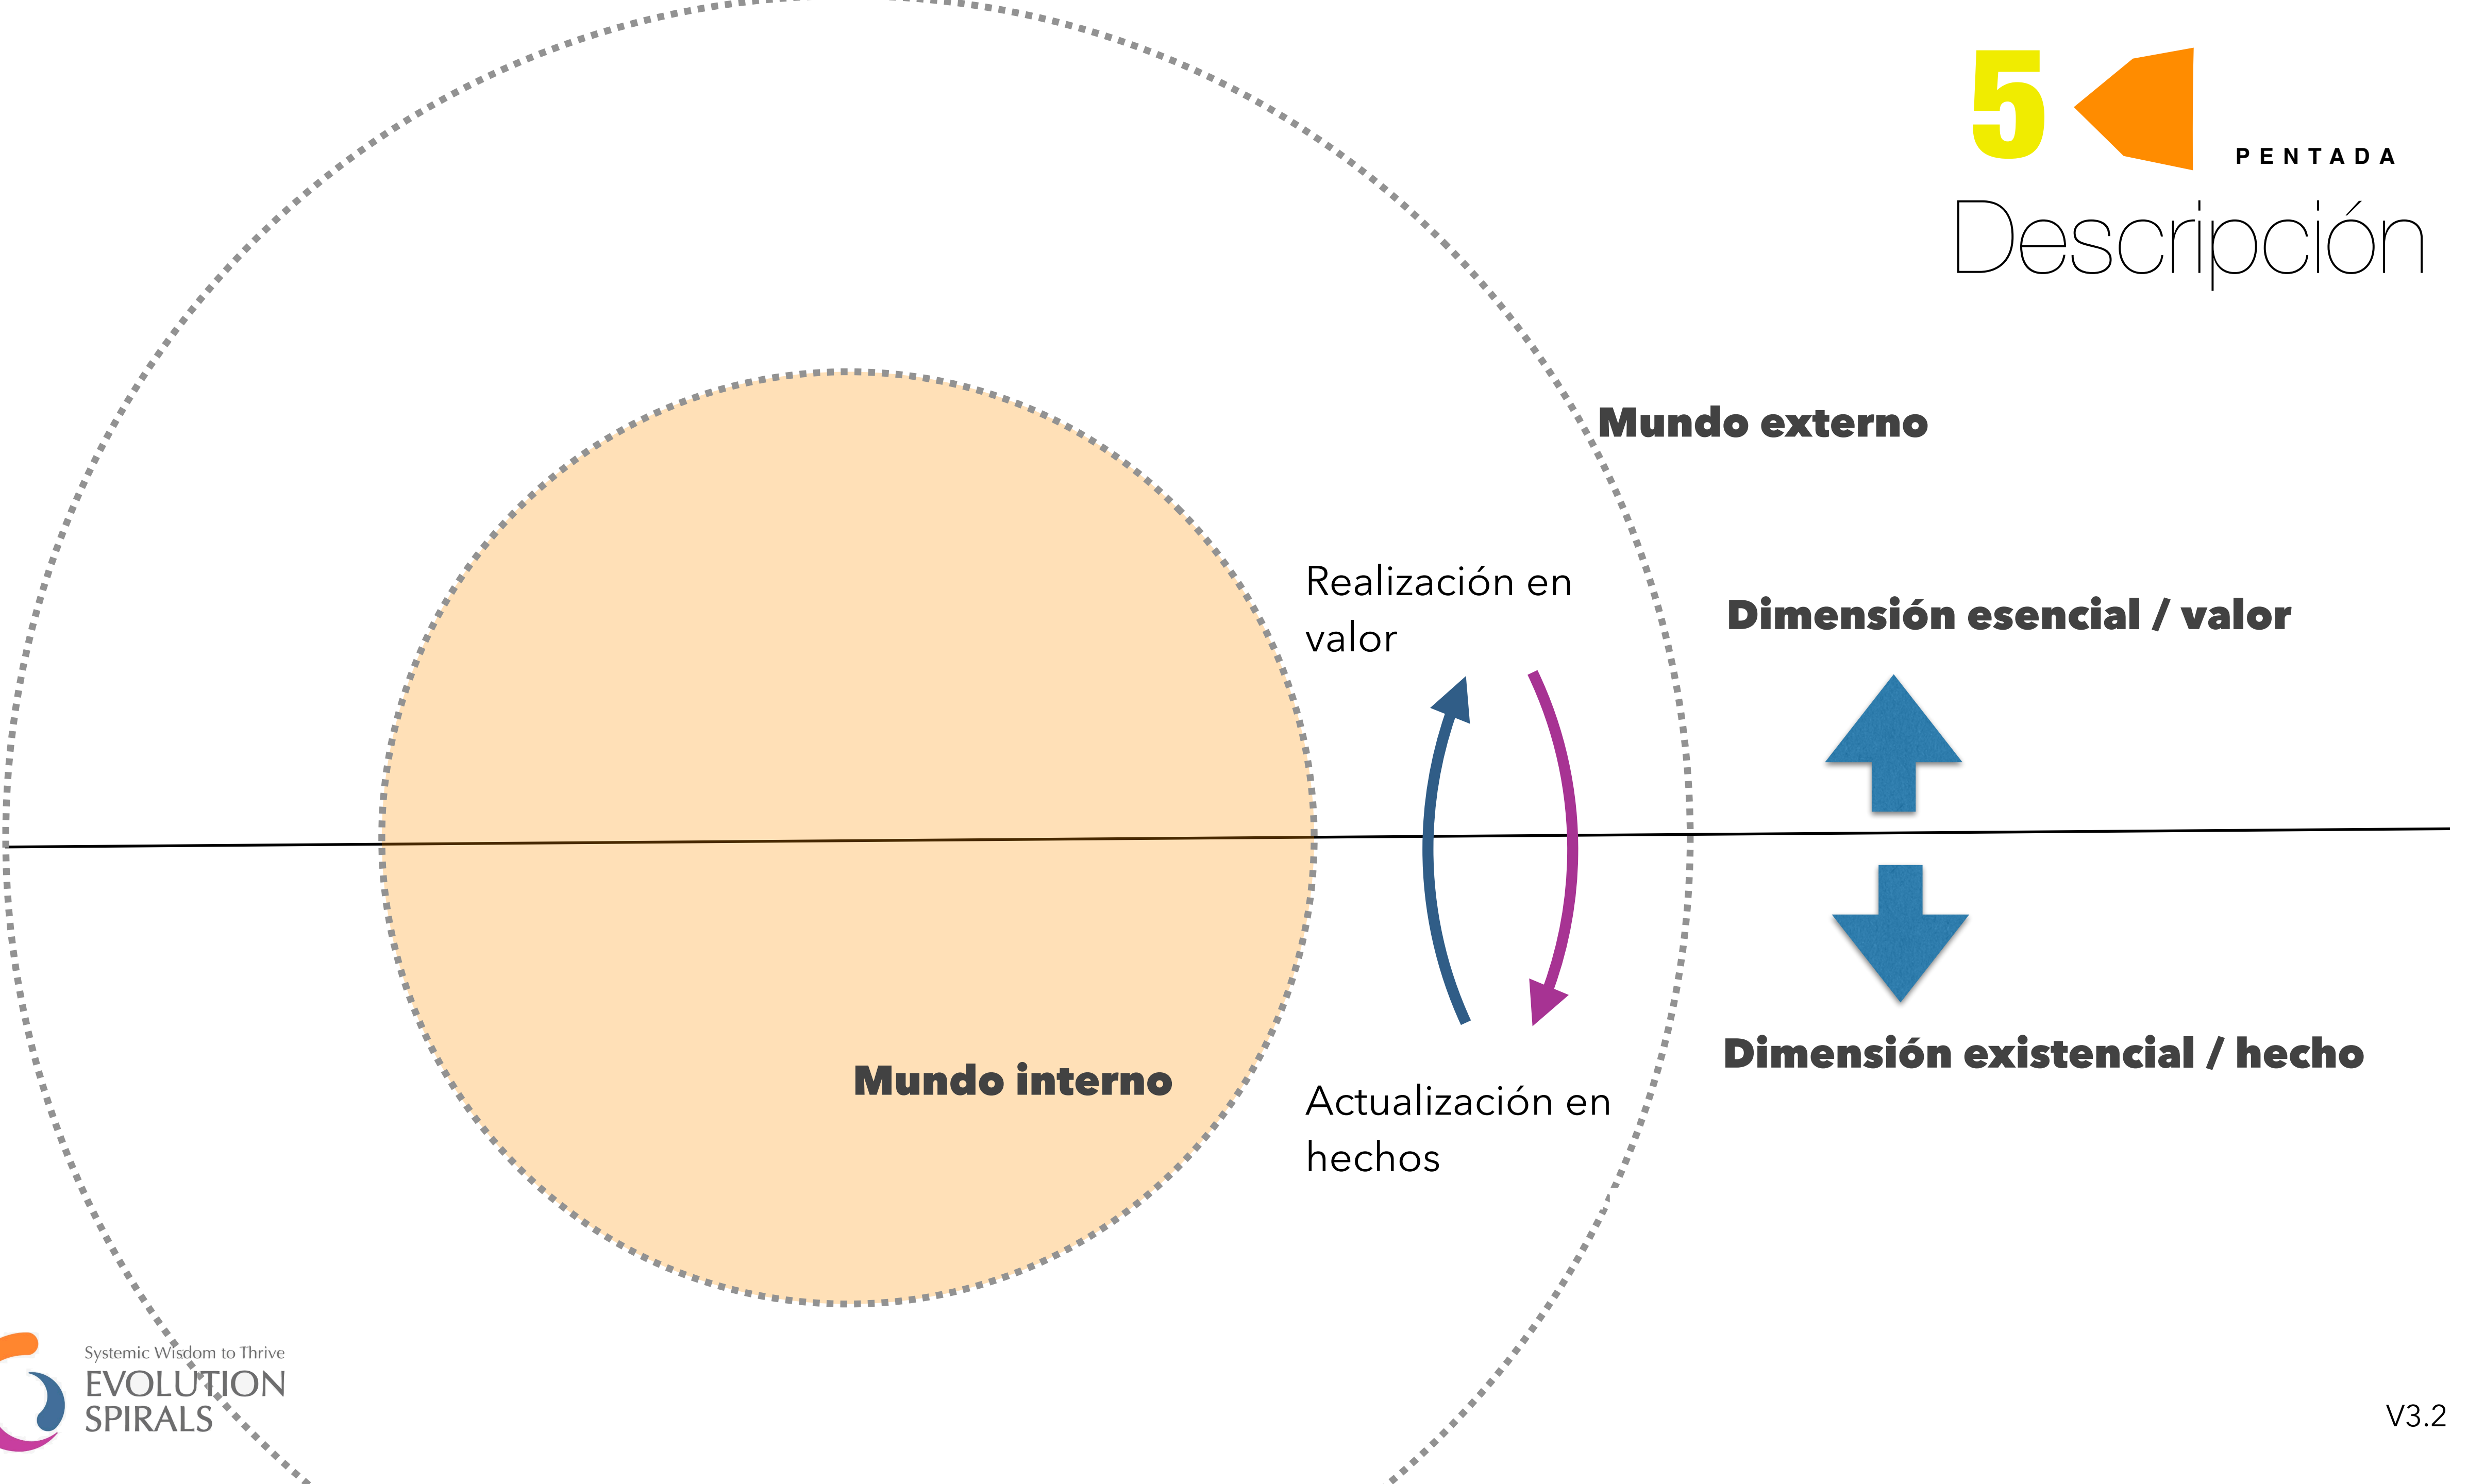 5
PENTADA
Descripción
Mundo externo
Realización en
valor
Dimensión esencial / valor
Dimensión existencial / hecho
Mundo interno
Actualización en
hechos
Systemic Wisdom to Thrive
EVOLUTION
SPIRALS
V3.2